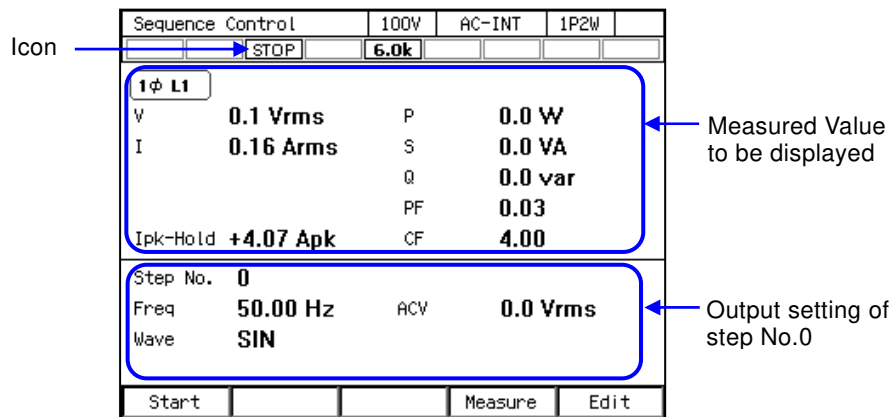 Sequence Control 100V AC-INT 1P2W
Icon STOP 6.0k
1ϕ L1
V 0.1 Vrms P 0.0 W
I 0.16 Arms S 0.0 VA
Q 0.0 var
PF 0.03
Ipk-Hold +4.07 Apk CF 4.00
Measured Value
to be displayed
Step No. 0
Freq 50.00 Hz ACV 0.0 Vrms
Wave SIN
Output setting of
step No.0
Start Measure Edit